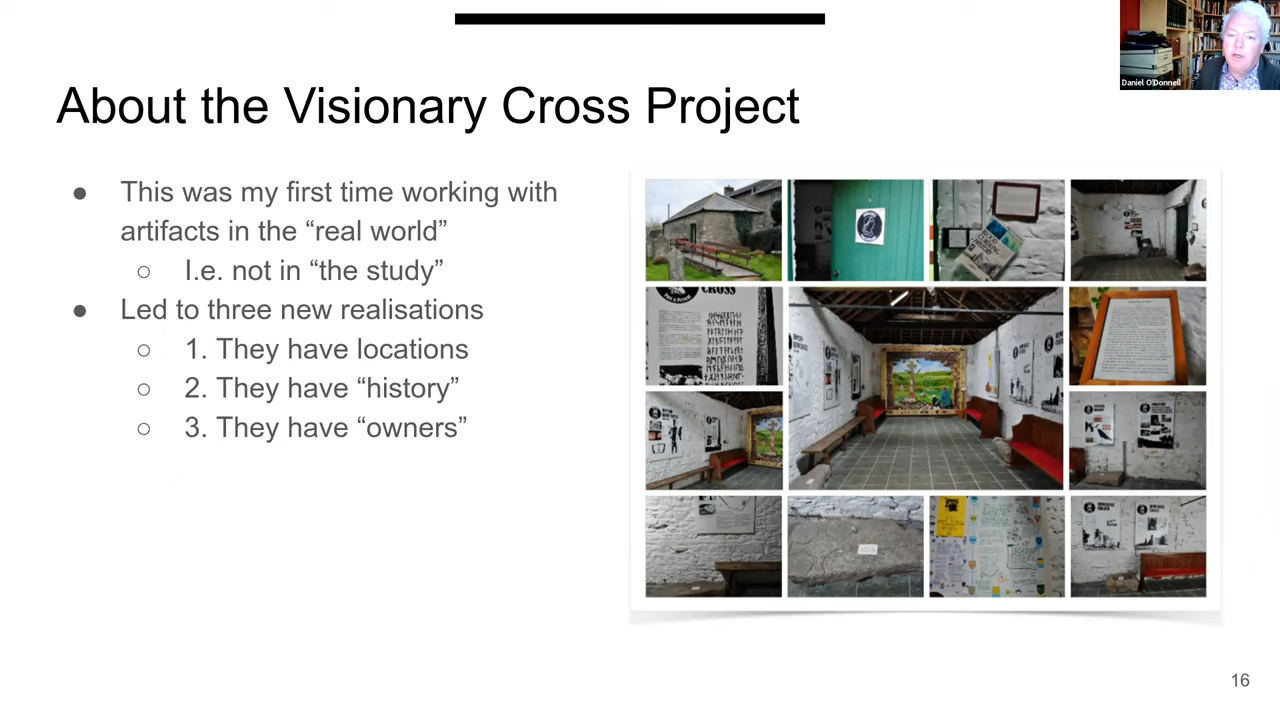 Daniel O'Donnell
About the Visionary Cross Project
● This was my first time working with
artifacts in the “real world”
○ I.e. not in “the study”
● Led to three new realisations
○ 1. They have locations
○ 2. They have “history”
○ 3. They have “owners”
CROSS
16